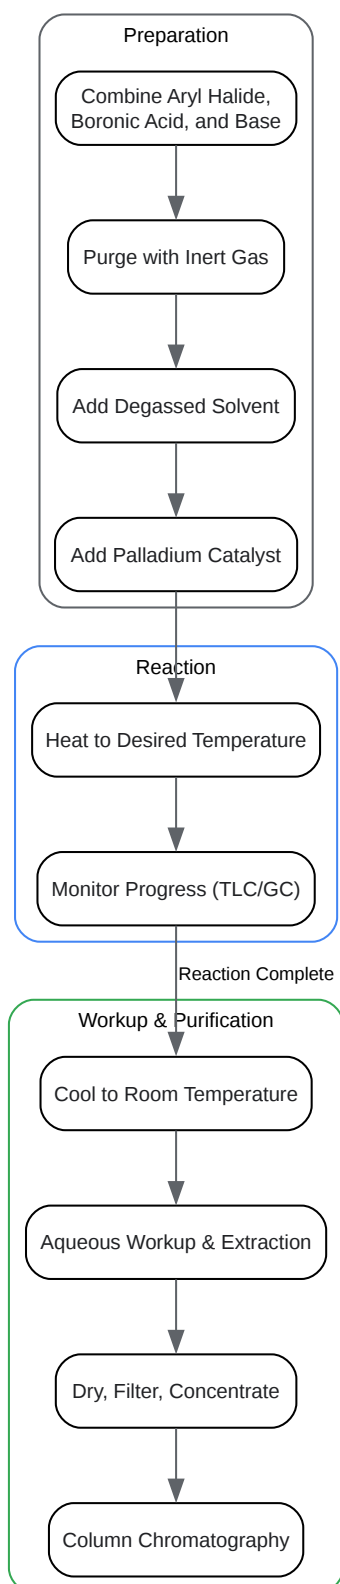 Preparation
Combine Aryl Halide,
Boronic Acid, and Base
Purge with Inert Gas
Add Degassed Solvent
Add Palladium Catalyst
Reaction
Heat to Desired Temperature
Monitor Progress (TLC/GC)
Reaction Complete
Workup & Purification
Cool to Room Temperature
Aqueous Workup & Extraction
Dry, Filter, Concentrate
Column Chromatography